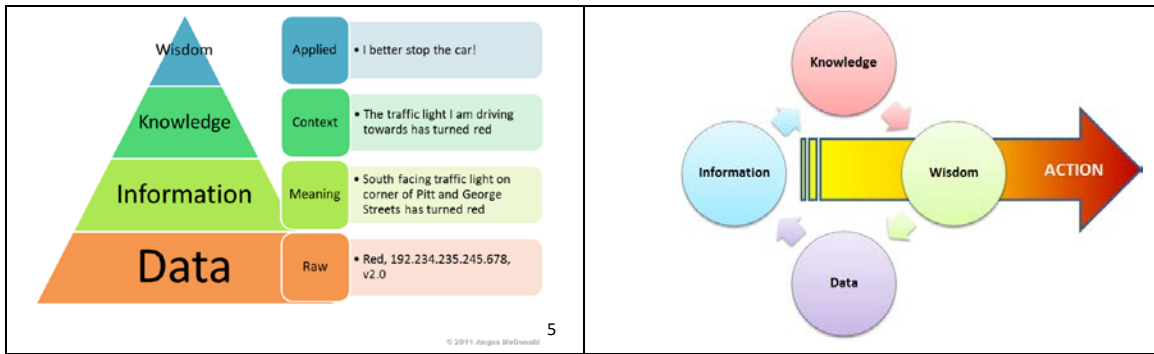 Wisdom
Applied
• I better stop the car!
Knowledge
Context
• The traffic light I am driving
towards has turned red
Information
Meaning
• South facing traffic light on
corner of Pitt and George
Streets has turned red
Data
Raw
• Red, 192.234.235.245.678,
v2.0
5
© 2011 Angus McDonald
Knowledge
Information
Wisdom
ACTION
Data